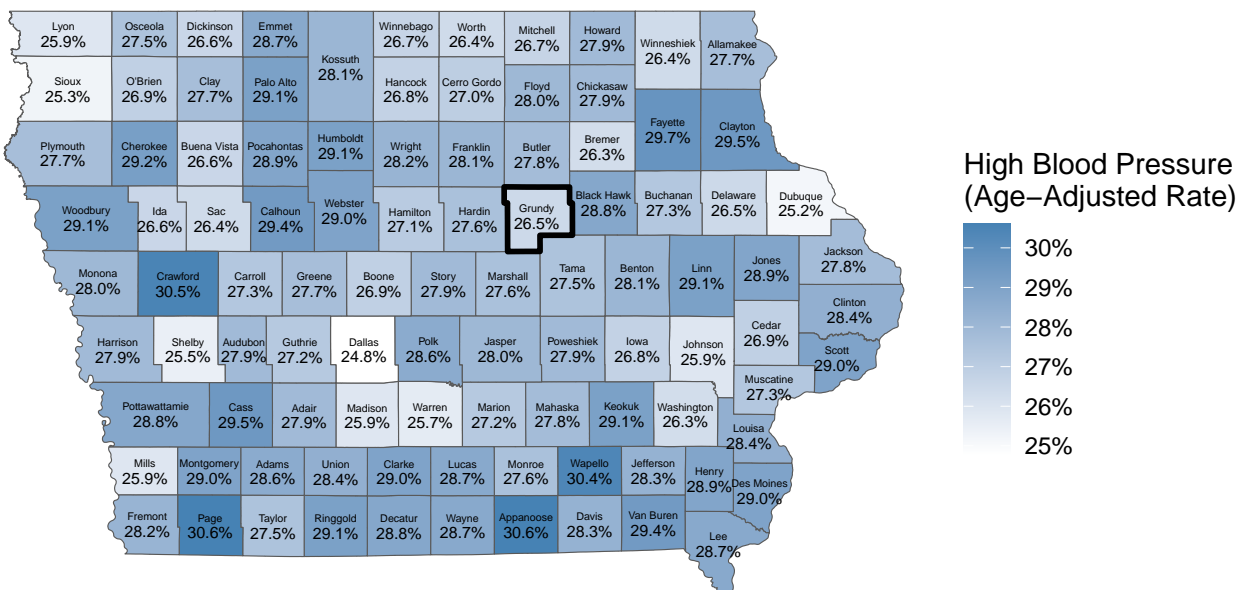 Lyon
25.9%
Osceola
27.5%
Dickinson
26.6%
Emmet
28.7%
Kossuth
28.1%
Winnebago
26.7%
Worth
26.4%
Mitchell
26.7%
Howard
27.9%
Winneshiek
26.4%
Allamakee
27.7%
Sioux
25.3%
O'Brien
26.9%
Clay
27.7%
Palo Alto
29.1%
Hancock
26.8%
Cerro Gordo
27.0%
Floyd
28.0%
Chickasaw
27.9%
Fayette
29.7%
Clayton
29.5%
Plymouth
27.7%
Cherokee
29.2%
Buena Vista
26.6%
Pocahontas
28.9%
Humboldt
29.1%
Wright
28.2%
Franklin
28.1%
Butler
27.8%
Bremer
26.3%
Woodbury
29.1%
Ida
26.6%
Sac
26.4%
Calhoun
29.4%
Webster
29.0%
Hamilton
27.1%
Hardin
27.6%
Grundy
26.5%
Black Hawk
28.8%
Buchanan
27.3%
Delaware
26.5%
Dubuque
25.2%
Monona
28.0%
Crawford
30.5%
Carroll
27.3%
Greene
27.7%
Boone
26.9%
Story
27.9%
Marshall
27.6%
Tama
27.5%
Benton
28.1%
Linn
29.1%
Jones
28.9%
Jackson
27.8%
Clinton
28.4%
Harrison
27.9%
Shelby
25.5%
Audubon
27.9%
Guthrie
27.2%
Dallas
24.8%
Polk
28.6%
Jasper
28.0%
Poweshiek
27.9%
Iowa
26.8%
Johnson
25.9%
Cedar
26.9%
Scott
29.0%
Muscatine
27.3%
Pottawattamie
28.8%
Cass
29.5%
Adair
27.9%
Madison
25.9%
Warren
25.7%
Marion
27.2%
Mahaska
27.8%
Keokuk
29.1%
Washington
26.3%
Louisa
28.4%
Mills
25.9%
Montgomery
29.0%
Adams
28.6%
Union
28.4%
Clarke
29.0%
Lucas
28.7%
Monroe
27.6%
Wapello
30.4%
Jefferson
28.3%
Henry
28.9%
Des Moines
29.0%
Fremont
28.2%
Page
30.6%
Taylor
27.5%
Ringgold
29.1%
Decatur
28.8%
Wayne
28.7%
Appanoose
30.6%
Davis
28.3%
Van Buren
29.4%
Lee
28.7%
High Blood Pressure
(Age−Adjusted Rate)
30%
29%
28%
27%
26%
25%